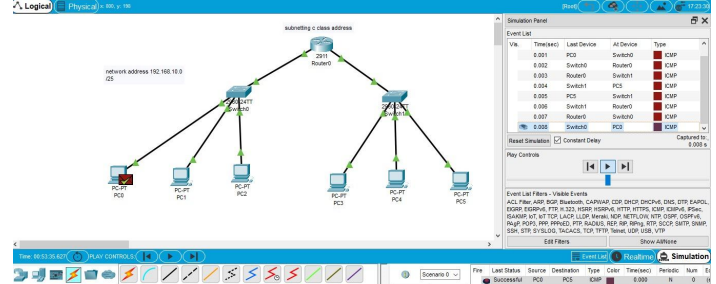 Logical
Physical
x: 800, y: 198
[Root]
17:23:30
subnetting c class address
network address 192.168.10.0
/25
2911
Router0
2960-24TT
Switch0
PC-PT
PC0
PC-PT
PC1
PC-PT
PC2
PC-PT
PC3
PC-PT
PC4
PC-PT
PC5
Simulation Panel
Event List
Vis. Time(sec) Last Device At Device Type
0.001 PC0 Switch0 ICMP
0.002 Switch0 Router0 ICMP
0.003 Router0 Switch1 ICMP
0.004 Switch1 PC5 ICMP
0.005 PC5 Switch1 ICMP
0.006 Switch1 Router0 ICMP
0.007 Router0 Switch0 ICMP
0.008 Switch0 PC0 ICMP
Reset Simulation Constant Delay Captured to:
0.008 s
Play Controls
Event List Filters - Visible Events
ACL Filter, ARP, BGP, Bluetooth, CAPWAP, CDP, DHCP, DHCPv6, DNS, DTP, EAPOL,
EIGRP, EIGRPv6, FTP, H.323, HSRP, HSRPv6, HTTP, HTTPS, ICMP, ICMPv6, IPSec,
ISAKMP, IoT, IoT TCP, LACP, LLDP, Meraki, NDP, NETFLOW, NTP, OSPF, OSPFv6,
PAgP, POP3, PPP, PPPoED, PTP, RADIUS, REP, RIP, RIPng, RTP, SCCP, SMTP, SNMP,
SSH, STP, SYSLOG, TACACS, TCP, TFTP, Telnet, UDP, USB, VTP
Edit Filters Show All/None
Time: 00:53:35.827 PLAY CONTROLS:
Event List Realtime Simulation
Scenario 0
Fire Last Status Source Destination Type Color Time(sec) Periodic Num
Successful PC0 PC5 ICMP 0.000 N 0